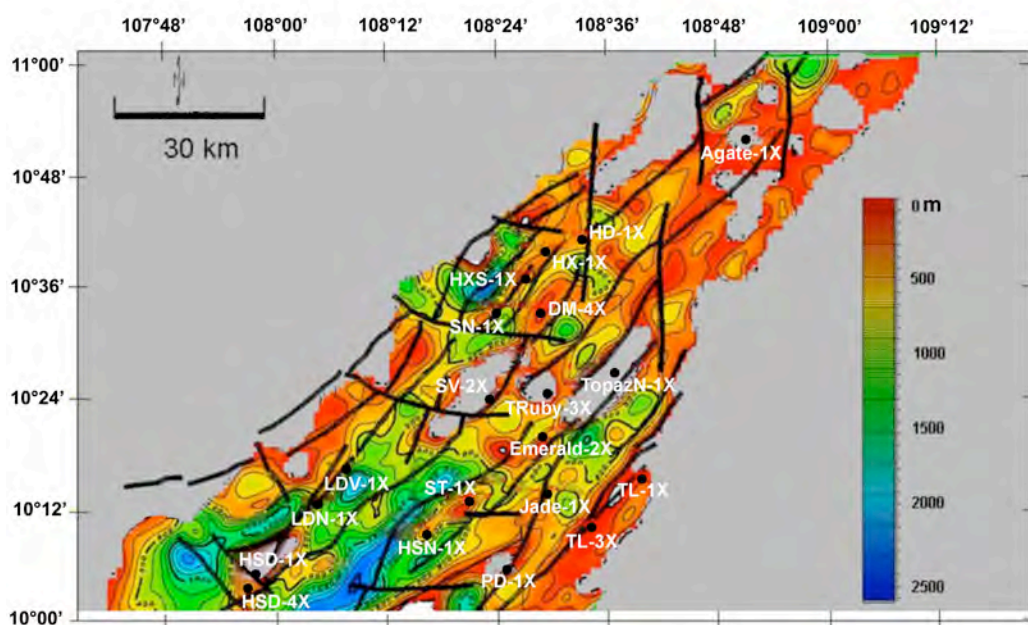 107°48' 108°00' 108°12' 108°24' 108°36' 108°48' 109°00' 109°12'
11°00'
30 km
Agate-1X
10°48'
0 m
HD-1X
HX-1X
HXS-1X
10°36'
500
DM-4X
SN-1X
1000
SV-2X
TopazN-1X
10°24'
TRuby-3X
1500
Emerald-2X
LDV-1X
ST-1X
TL-1X
2000
10°12'
LDN-1X
Jade-1X
HSN-1X
TL-3X
HSD-1X
PD-1X
2500
HSD-4X
10°00'